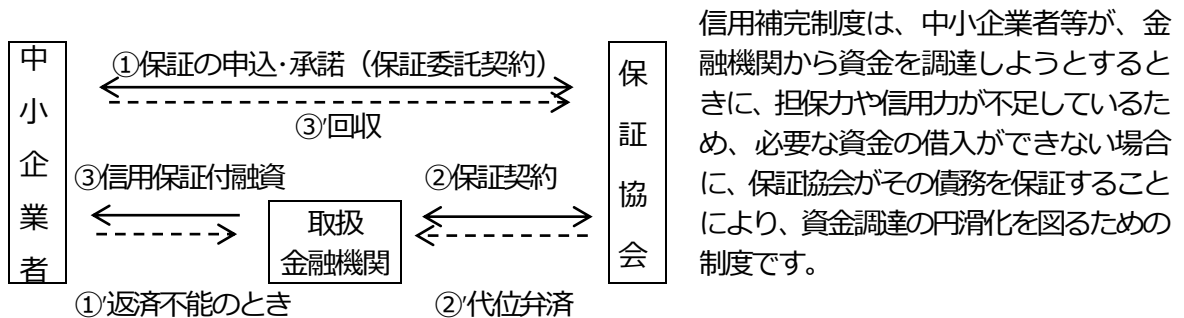 中小企業者
①保証の申込・承諾（保証委託契約）
③'回収
③信用保証付融資
②保証契約
取扱
金融機関
①'返済不能のとき
②'代位弁済
保証協会
信用補完制度は、中小企業者等が、金
融機関から資金を調達しようとすると
きに、担保力や信用力が不足しているた
め、必要な資金の借入ができない場合
に、保証協会がその債務を保証すること
により、資金調達の円滑化を図るための
制度です。